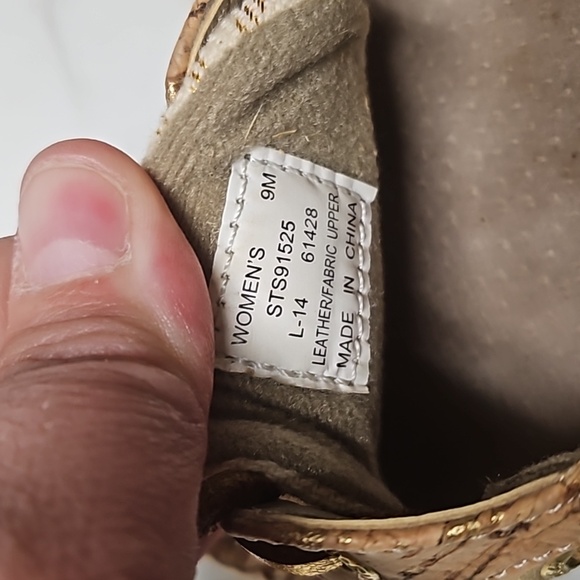 WOMEN'S 9M
STS91525
L-14 61428
LEATHER/FABRIC UPPER
MADE IN CHINA